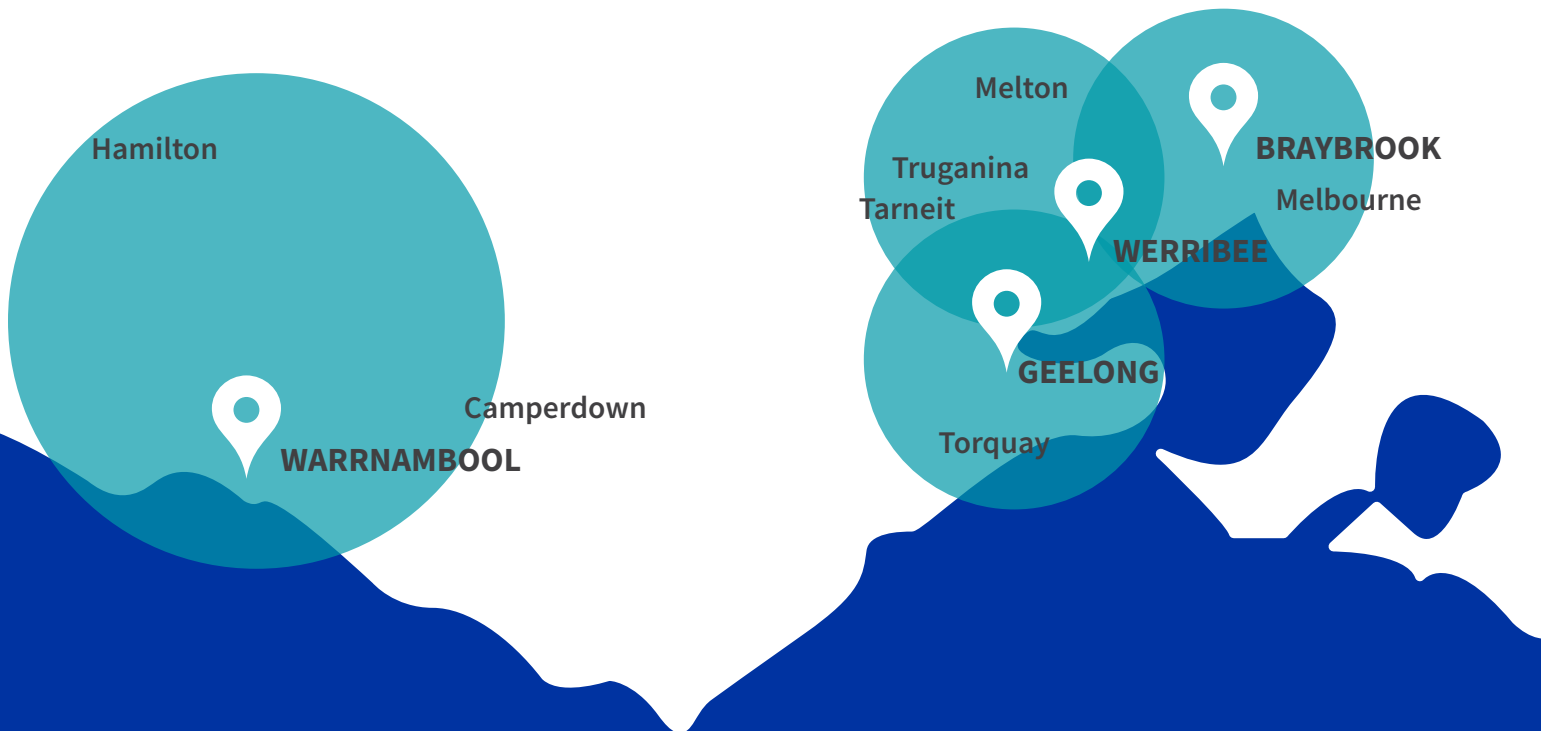 Hamilton
Camperdown
WARRNAMBOOL
Melton
Truganina
Tarneit
BRAYBROOK
Melbourne
WERRIBEE
GEELONG
Torquay